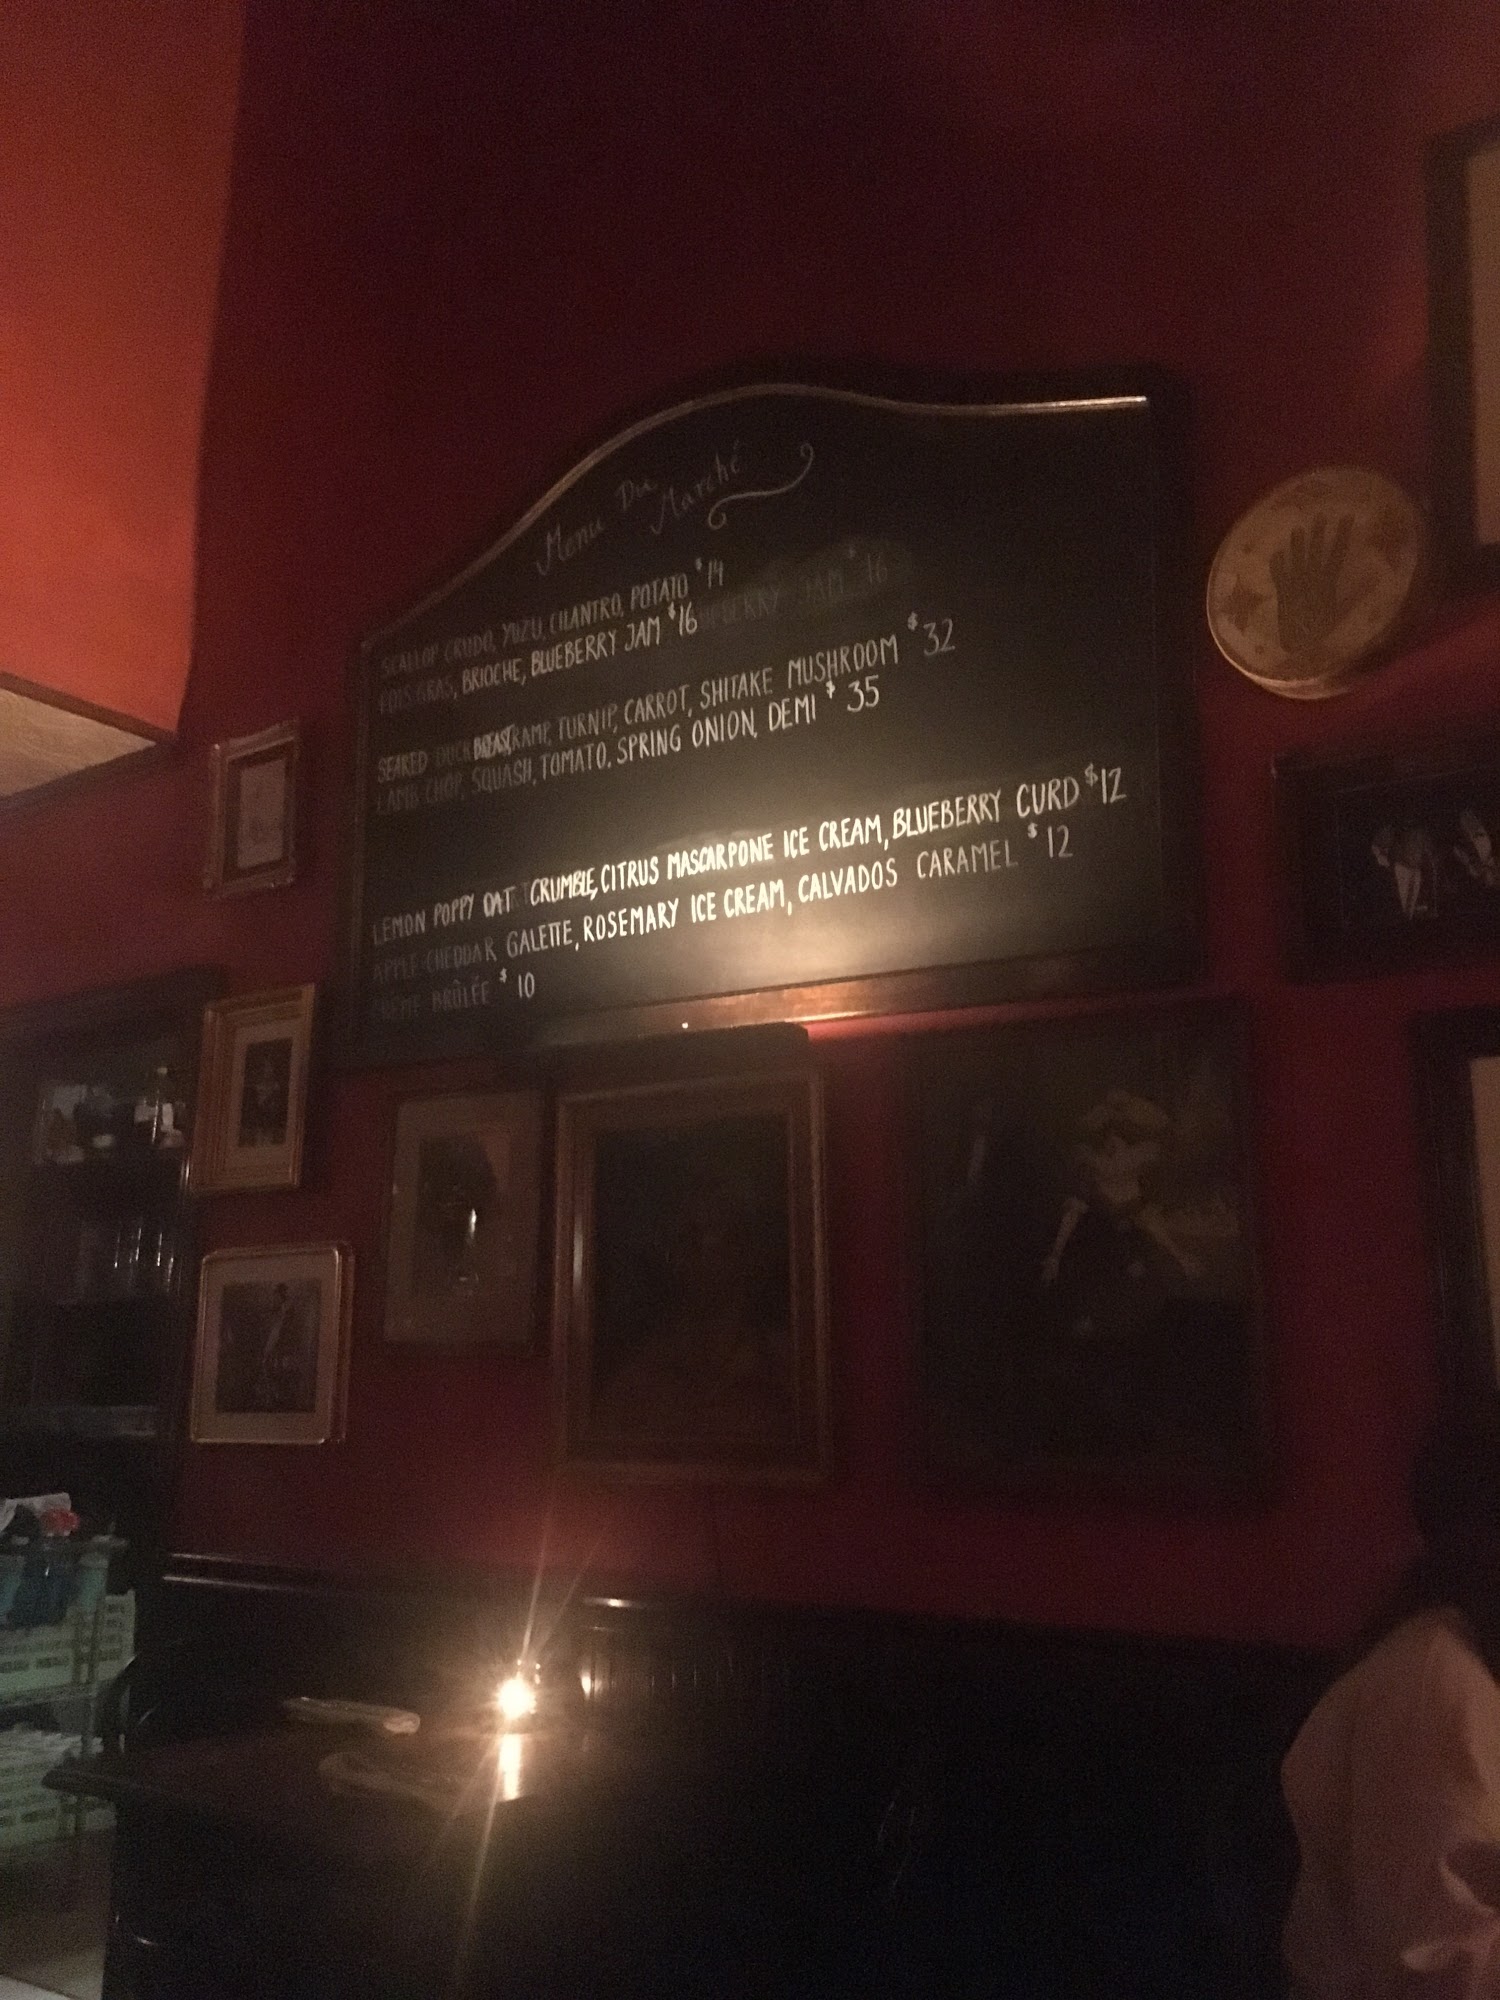 Menu Du
Marché
SCALLOP CRUDO, YUZU, CILANTRO, POTATO $14
FOIS GRAS, BRIOCHE, BLUEBERRY JAM $16
SEARED DUCK BREAST, RAMP, TURNIP, CARROT, SHITAKE MUSHROOM $32
LAMB CHOP, SQUASH, TOMATO, SPRING ONION, DEMI $35
LEMON POPPY OAT CRUMBLE, CITRUS MASCARPONE ICE CREAM, BLUEBERRY CURD $12
APPLE-CHEDDAR GALETTE, ROSEMARY ICE CREAM, CALVADOS CARAMEL $12
CRÈME BRÛLÉE $10